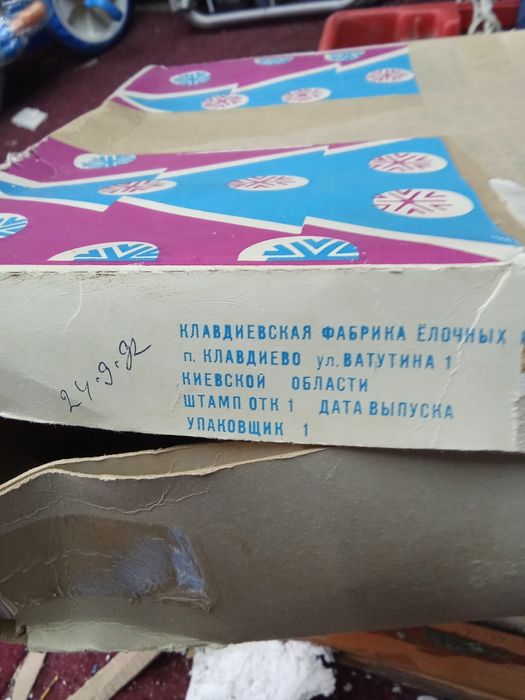 КЛАВДИЕВСКАЯ ФАБРИКА ЁЛОЧНЫХ
п. КЛАВДИЕВО ул. ВАТУТИНА 1
КИЕВСКОЙ ОБЛАСТИ
ШТАМП ОТК 1 ДАТА ВЫПУСКА
УПАКОВЩИК 1
24.9.92